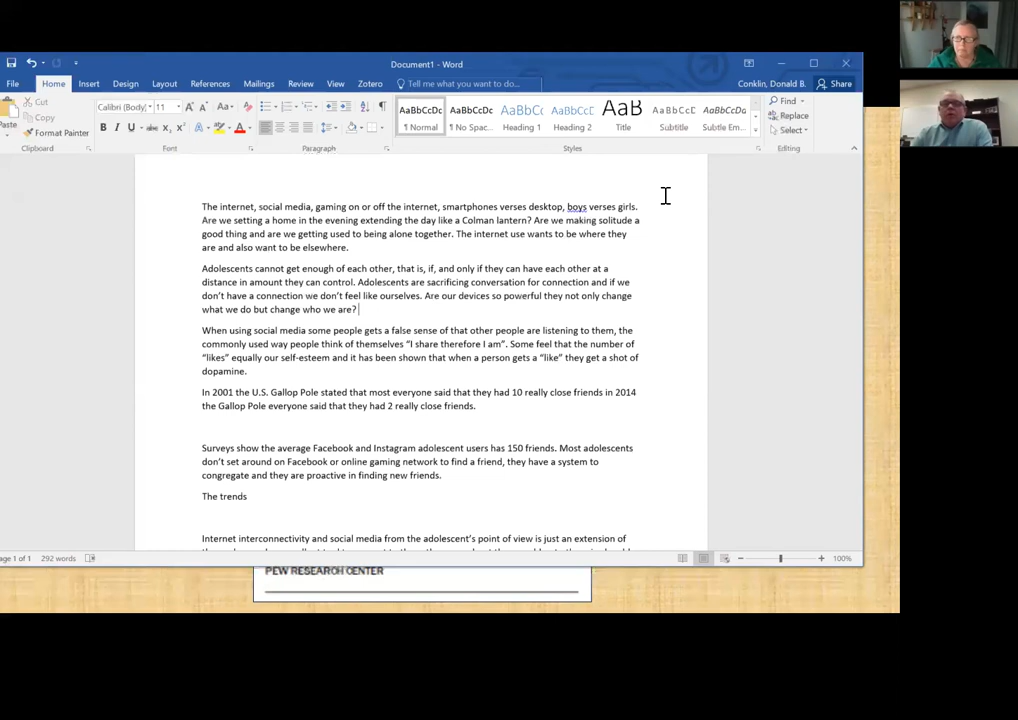 Document1 - Word
File Home Insert Design Layout References Mailings Review View Zotero Tell me what you want to do... Conklin, Donald B. Share
Cut
Copy
Paste
Format Painter
Clipboard
Calibri (Body) 11
Font
Paragraph
AaBbCcDc AaBbCcDc AaBbCc AaBbCcE AaB AaBbCcC AaBbCcDa
¶ Normal ¶ No Spac... Heading 1 Heading 2 Title Subtitle Subtle Em...
Styles
Find
Replace
Select
Editing
The internet, social media, gaming on or off the internet, smartphones verses desktop, boys verses girls.
Are we setting a home in the evening extending the day like a Colman lantern? Are we making solitude a
good thing and are we getting used to being alone together. The internet use wants to be where they
are and also want to be elsewhere.
Adolescents cannot get enough of each other, that is, if, and only if they can have each other at a
distance in amount they can control. Adolescents are sacrificing conversation for connection and if we
don't have a connection we don't feel like ourselves. Are our devices so powerful they not only change
what we do but change who we are?
When using social media some people gets a false sense of that other people are listening to them, the
commonly used way people think of themselves “I share therefore I am”. Some feel that the number of
“likes” equally our self-esteem and it has been shown that when a person gets a “like” they get a shot of
dopamine.
In 2001 the U.S. Gallop Pole stated that most everyone said that they had 10 really close friends in 2014
the Gallop Pole everyone said that they had 2 really close friends.
Surveys show the average Facebook and Instagram adolescent users has 150 friends. Most adolescents
don't set around on Facebook or online gaming network to find a friend, they have a system to
congregate and they are proactive in finding new friends.
The trends
Internet interconnectivity and social media from the adolescent's point of view is just an extension of
age 1 of 1 292 words 100%
PEW RESEARCH CENTER